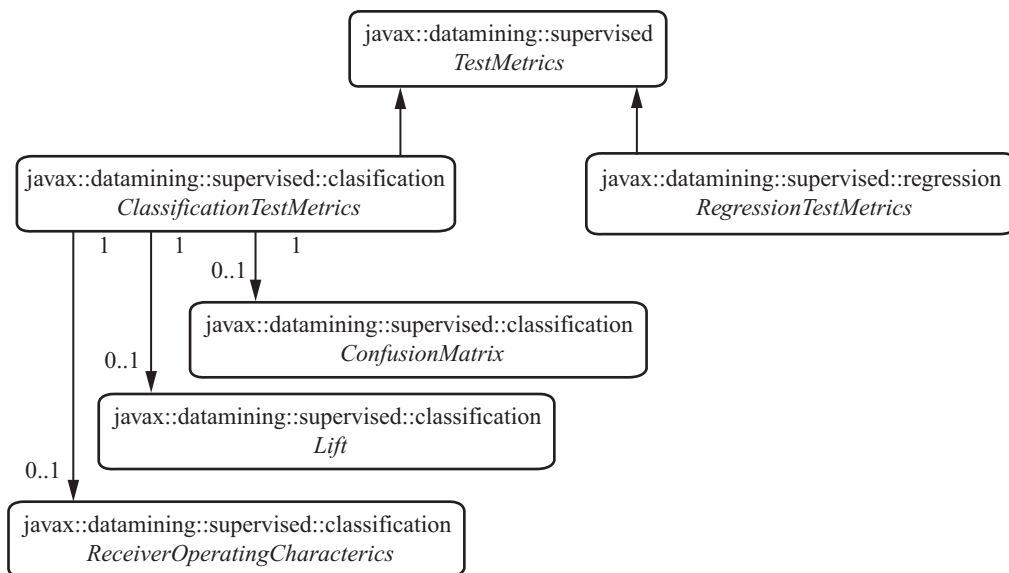 javax::datamining::supervised
TestMetrics
javax::datamining::supervised::clasification
ClassificationTestMetrics
javax::datamining::supervised::regression
RegressionTestMetrics
1
1
1
0..1
javax::datamining::supervised::classification
ConfusionMatrix
0..1
javax::datamining::supervised::classification
Lift
0..1
javax::datamining::supervised::classification
ReceiverOperatingCharacterics